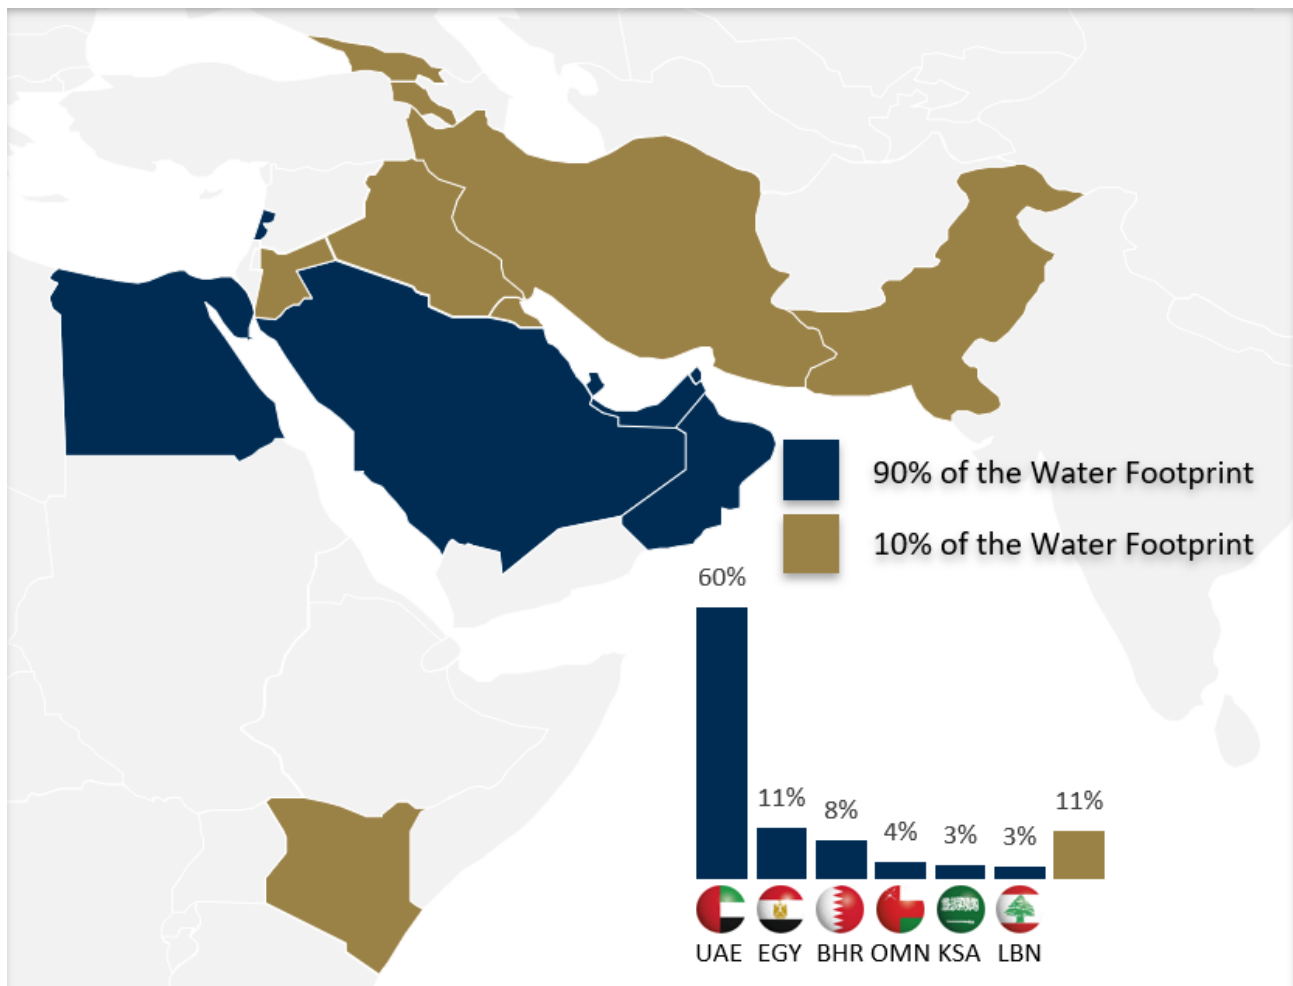 90% of the Water Footprint
10% of the Water Footprint
60%
11%
8%
4%
3%
3%
11%
UAE EGY BHR OMN KSA LBN